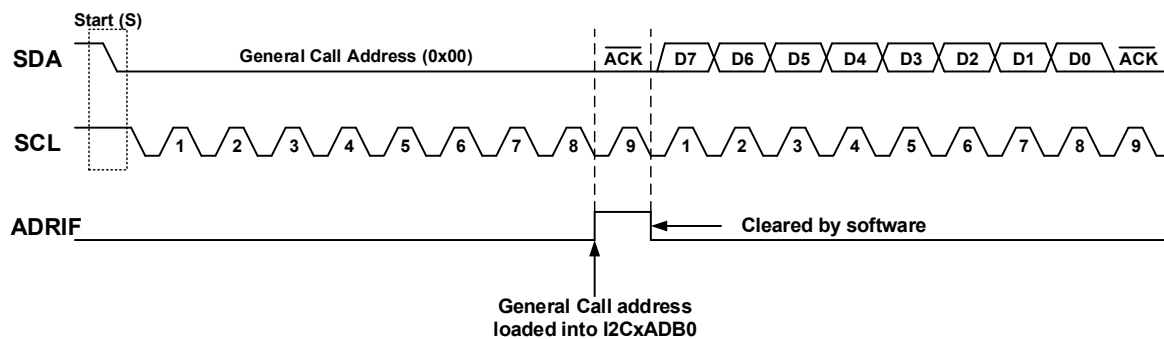 Start (S)
SDA General Call Address (0x00) ACK D7 D6 D5 D4 D3 D2 D1 D0 ACK
SCL 1 2 3 4 5 6 7 8 9 1 2 3 4 5 6 7 8 9
ADRIF Cleared by software
General Call address
loaded into I2CxADB0